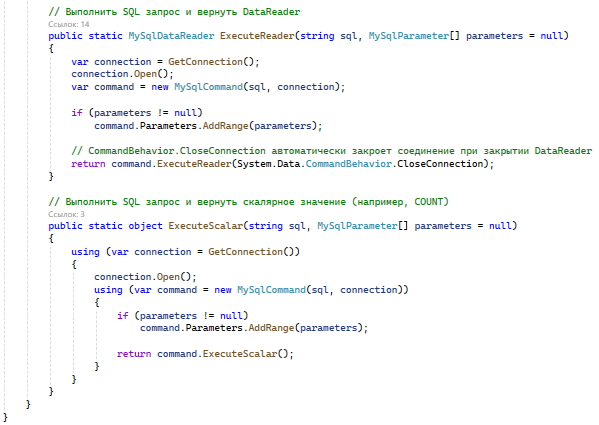 // Выполнить SQL запрос и вернуть DataReader
Ссылок: 14
public static MySqlDataReader ExecuteReader(string sql, MySqlParameter[] parameters = null)
{
var connection = GetConnection();
connection.Open();
var command = new MySqlCommand(sql, connection);
if (parameters != null)
command.Parameters.AddRange(parameters);
// CommandBehavior.CloseConnection автоматически закроет соединение при закрытии DataReader
return command.ExecuteReader(System.Data.CommandBehavior.CloseConnection);
}
// Выполнить SQL запрос и вернуть скалярное значение (например, COUNT)
Ссылок: 3
public static object ExecuteScalar(string sql, MySqlParameter[] parameters = null)
{
using (var connection = GetConnection())
{
connection.Open();
using (var command = new MySqlCommand(sql, connection))
{
if (parameters != null)
command.Parameters.AddRange(parameters);
return command.ExecuteScalar();
}
}
}
}
}